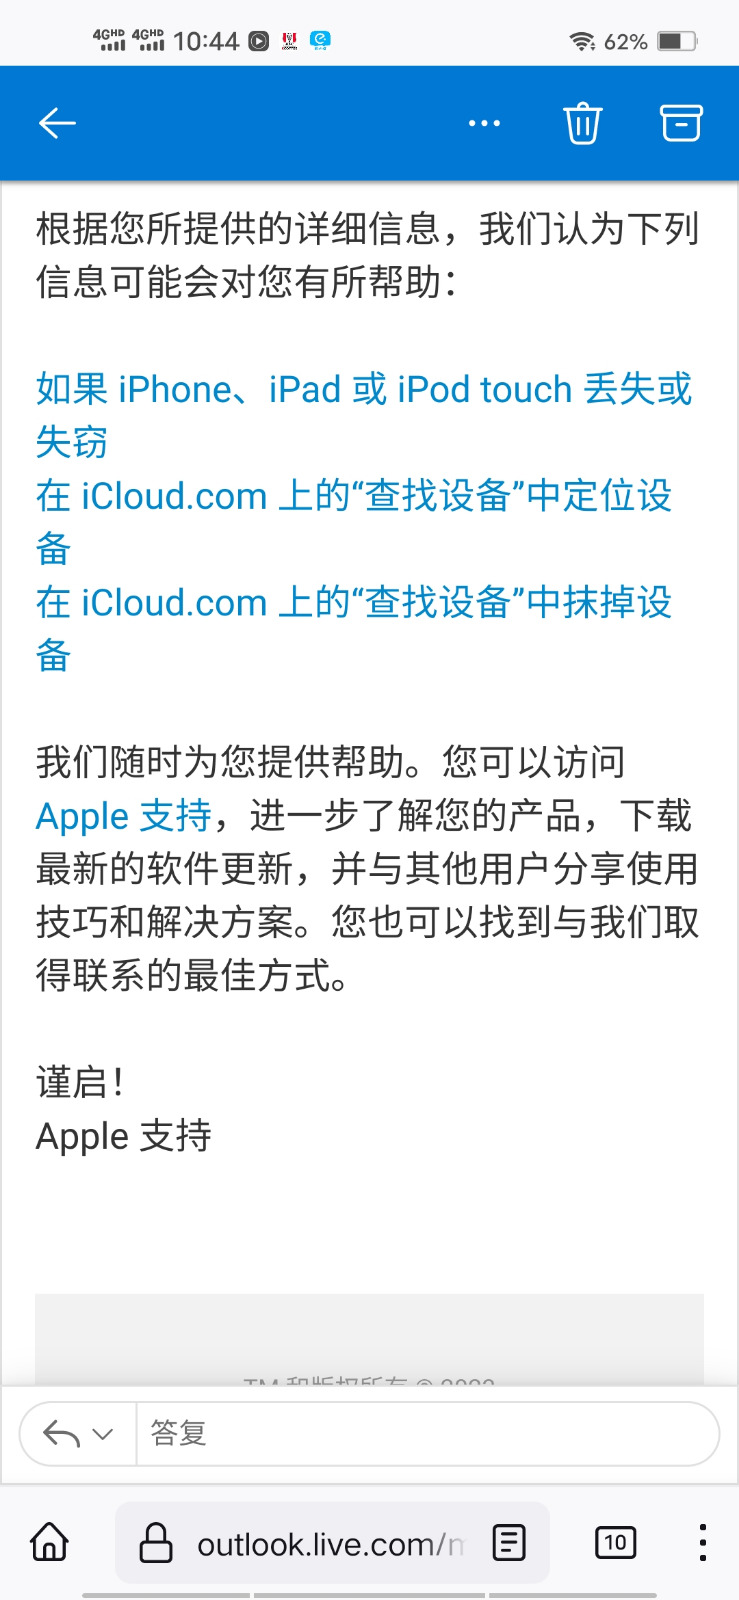 4GHD 4GHD 10:44 62%
根据您所提供的详细信息，我们认为下列
信息可能会对您有所帮助：
如果 iPhone、iPad 或 iPod touch 丢失或
失窃
在 iCloud.com 上的“查找设备”中定位设
备
在 iCloud.com 上的“查找设备”中抹掉设
备
我们随时为您提供帮助。您可以访问
Apple 支持，进一步了解您的产品，下载
最新的软件更新，并与其他用户分享使用
技巧和解决方案。您也可以找到与我们取
得联系的最佳方式。
谨启！
Apple 支持
TM 和版权所有 ©
答复
outlook.live.com/m
10